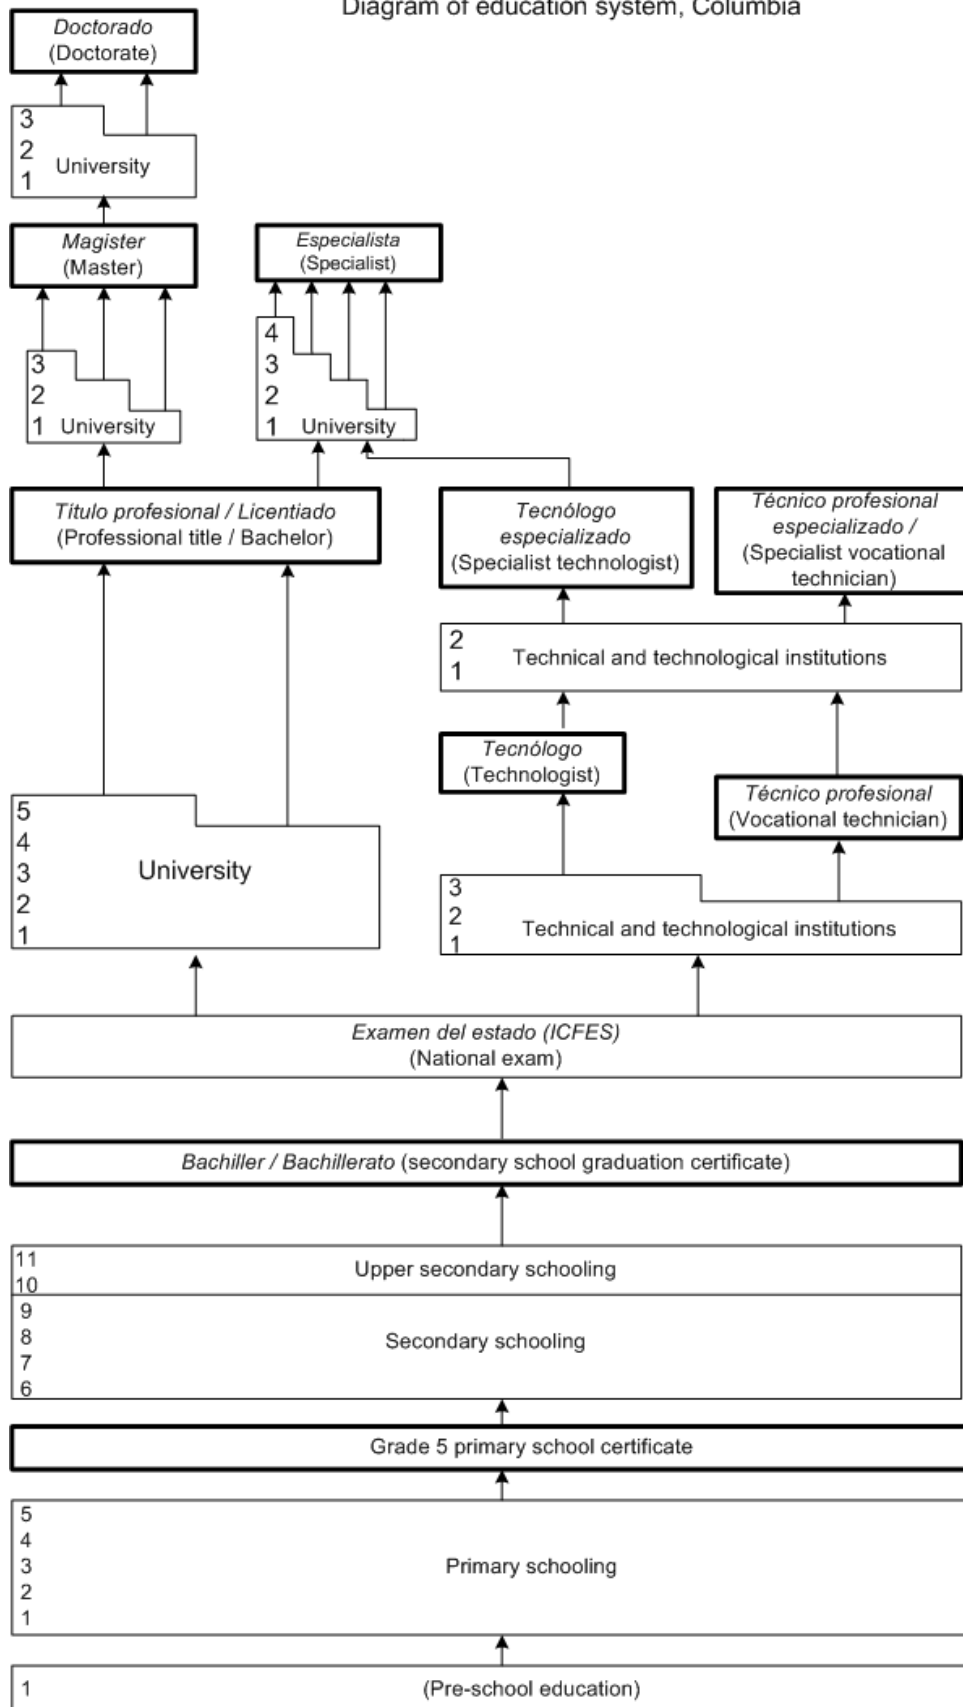 Diagram of education system, Columbia
Doctorado
(Doctorate)
3
2
1
University
Magister
(Master)
Especialista
(Specialist)
3
2
1
University
4
3
2
1
University
Título profesional / Licentiado
(Professional title / Bachelor)
Tecnólogo
especializado
(Specialist technologist)
Técnico profesional
especializado /
(Specialist vocational
technician)
2
1
Technical and technological institutions
Tecnólogo
(Technologist)
Técnico profesional
(Vocational technician)
5
4
3
2
1
University
3
2
1
Technical and technological institutions
Examen del estado (ICFES)
(National exam)
Bachiller / Bachillerato (secondary school graduation certificate)
11
10
Upper secondary schooling
9
8
7
6
Secondary schooling
Grade 5 primary school certificate
5
4
3
2
1
Primary schooling
1
(Pre-school education)